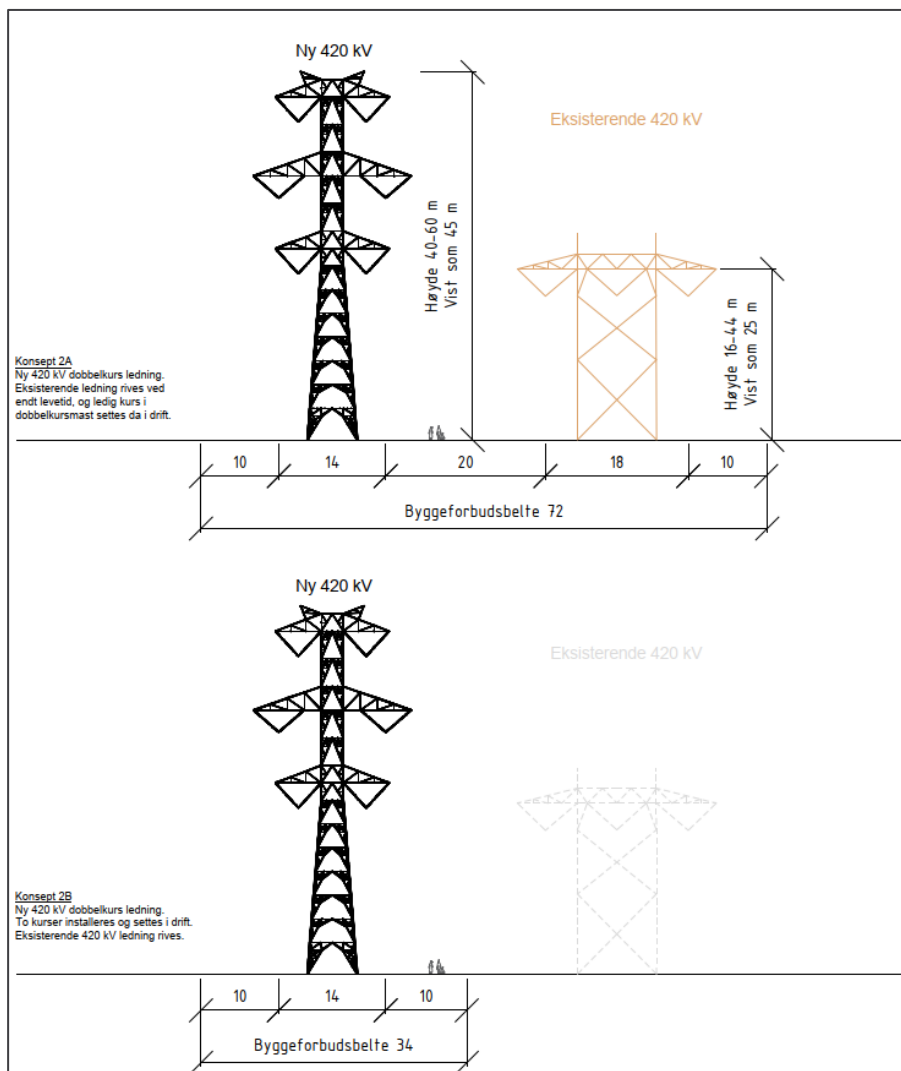 Ny 420 kV
Eksisterende 420 kV
Høyde 40-60 m
Vist som 45 m
Høyde 16-44 m
Vist som 25 m
Konsept 2A
Ny 420 kV dobbelkurs ledning.
Eksisterende ledning rives ved
endt levetid, og ledig kurs i
dobbelkursmast settes da i drift.
10 14 20 18 10
Byggeforbudsbelte 72
Ny 420 kV
Eksisterende 420 kV
Konsept 2B
Ny 420 kV dobbelkurs ledning.
To kurser installeres og settes i drift.
Eksisterende 420 kV ledning rives.
10 14 10
Byggeforbudsbelte 34